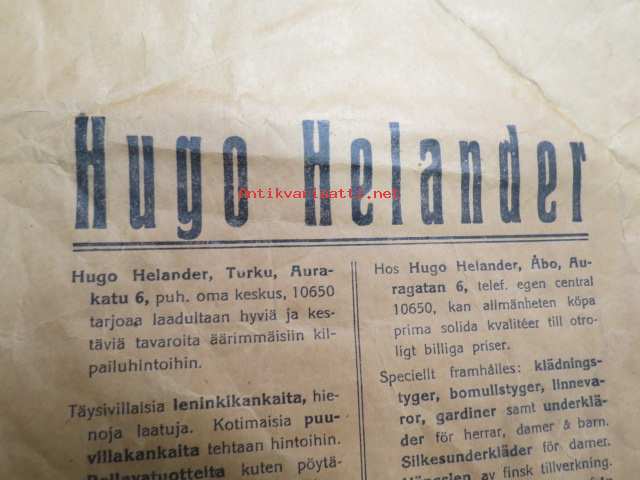 Hugo Helander
Antikvariaatti.net
Hugo Helander, Turku, Aura-
katu 6, puh. oma keskus, 10650
tarjoaa laadultaan hyviä ja kes-
täviä tavaroita äärimmäisiin kil-
pailuhintoihin.
Täysivillaisia leninkikankaita, hie-
noja laatuja. Kotimaisia puu-
villakankaita tehtaan hintoihin.
Pellavatuotteita kuten pöytä-
Hos Hugo Helander, Åbo, Au-
ragatan 6, telef. egen central
10650, kan allmänheten köpa
prima solida kvalitéer till otro-
ligt billiga priser.
Speciellt framhålles: klädnings-
tyger, bomullstyger, linneva-
ror, gardiner samt underklä-
der för herrar, damer & barn.
Silkesunderkläder för damer.
av finsk tillverkning.